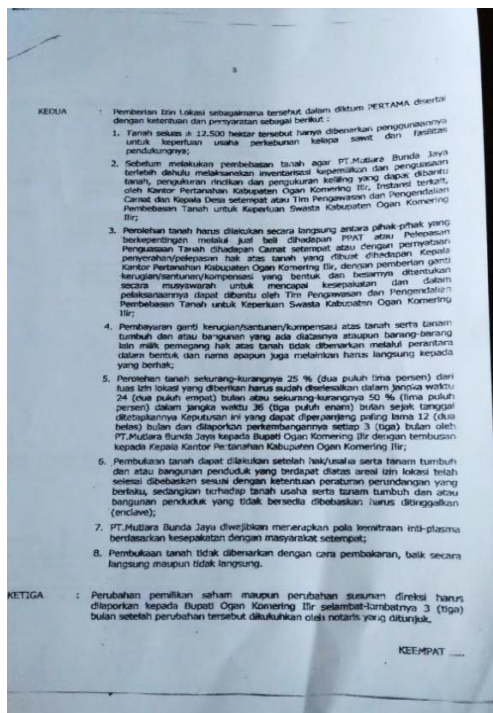 3
KEDUA : Pemberian Izin Lokasi sebagaimana tersebut dalam diktum PERTAMA disertai
dengan ketentuan dan persyaratan sebagai berikut :
1. Tanah seluas ± 12.500 hektar tersebut hanya dibenarkan penggunaannya
untuk keperluan usaha perkebunan kelapa sawit dan fasilitas
pendukungnya;
2. Sebelum melakukan pembebasan tanah agar PT.Mutiara Bunda Jaya
terlebih dahulu melaksanakan inventarisasi kepemilikan dan penguasaan
tanah, pengukuran rincikan dan pengukuran keliling yang dapat dibantu
oleh Kantor Pertanahan Kabupaten Ogan Komering Ilir, Instansi terkait,
Camat dan Kepala Desa setempat atau Tim Pengawasan dan Pengendalian
Pembebasan Tanah untuk Keperluan Swasta Kabupaten Ogan Komering
Ilir;
3. Perolehan tanah harus dilakukan secara langsung antara pihak-pihak yang
berkepentingan melalui jual beli dihadapan PPAT atau Pelepasan
Penguasaan Tanah dihadapan Camat setempat atau dengan pernyataan
penyerahan/pelepasan hak atas tanah yang dibuat dihadapan Kepala
Kantor Pertanahan Kabupaten Ogan Komering Ilir, dengan pemberian ganti
kerugian/santunan/kompensasi yang bentuk dan besarnya ditentukan
secara musyawarah untuk mencapai kesepakatan dan dalam
pelaksanaannya dapat dibantu oleh Tim Pengawasan dan Pengendalian
Pembebasan Tanah untuk Keperluan Swasta Kabupaten Ogan Komering
Ilir;
4. Pembayaran ganti kerugian/santunan/kompensasi atas tanah serta tanam
tumbuh dan atau bangunan yang ada diatasnya ataupun barang-barang
lain milik pemegang hak atas tanah tidak dibenarkan melalui perantara
dalam bentuk dan nama apapun juga melainkan harus langsung kepada
yang berhak;
5. Perolehan tanah sekurang-kurangnya 25 % (dua puluh lima persen) dari
luas izin lokasi yang diberikan harus sudah diselesaikan dalam jangka waktu
24 (dua puluh empat) bulan atau sekurang-kurangnya 50 % (lima puluh
persen) dalam jangka waktu 36 (tiga puluh enam) bulan sejak tanggal
ditetapkannya Keputusan ini yang dapat diperpanjang paling lama 12 (dua
belas) bulan dan dilaporkan perkembangannya setiap 3 (tiga) bulan oleh
PT.Mutiara Bunda Jaya kepada Bupati Ogan Komering Ilir dengan tembusan
kepada Kepala Kantor Pertanahan Kabupaten Ogan Komering Ilir;
6. Pembukaan tanah dapat dilakukan setelah hak/usaha serta tanam tumbuh
dan atau bangunan penduduk yang terdapat diatas areal izin lokasi telah
selesai dibebaskan sesuai dengan ketentuan peraturan perundangan yang
berlaku, sedangkan terhadap tanah usaha serta tanam tumbuh dan atau
bangunan penduduk yang tidak bersedia dibebaskan harus ditinggalkan
(enclave);
7. PT.Mutiara Bunda Jaya diwajibkan menerapkan pola kemitraan inti-plasma
berdasarkan kesepakatan dengan masyarakat setempat;
8. Pembukaan tanah tidak dibenarkan dengan cara pembakaran, baik secara
langsung maupun tidak langsung.
KETIGA : Perubahan pemilikan saham maupun perubahan susunan direksi harus
dilaporkan kepada Bupati Ogan Komering Ilir selambat-lambatnya 3 (tiga)
bulan setelah perubahan tersebut dikukuhkan oleh notaris yang ditunjuk.
KEEMPAT .....